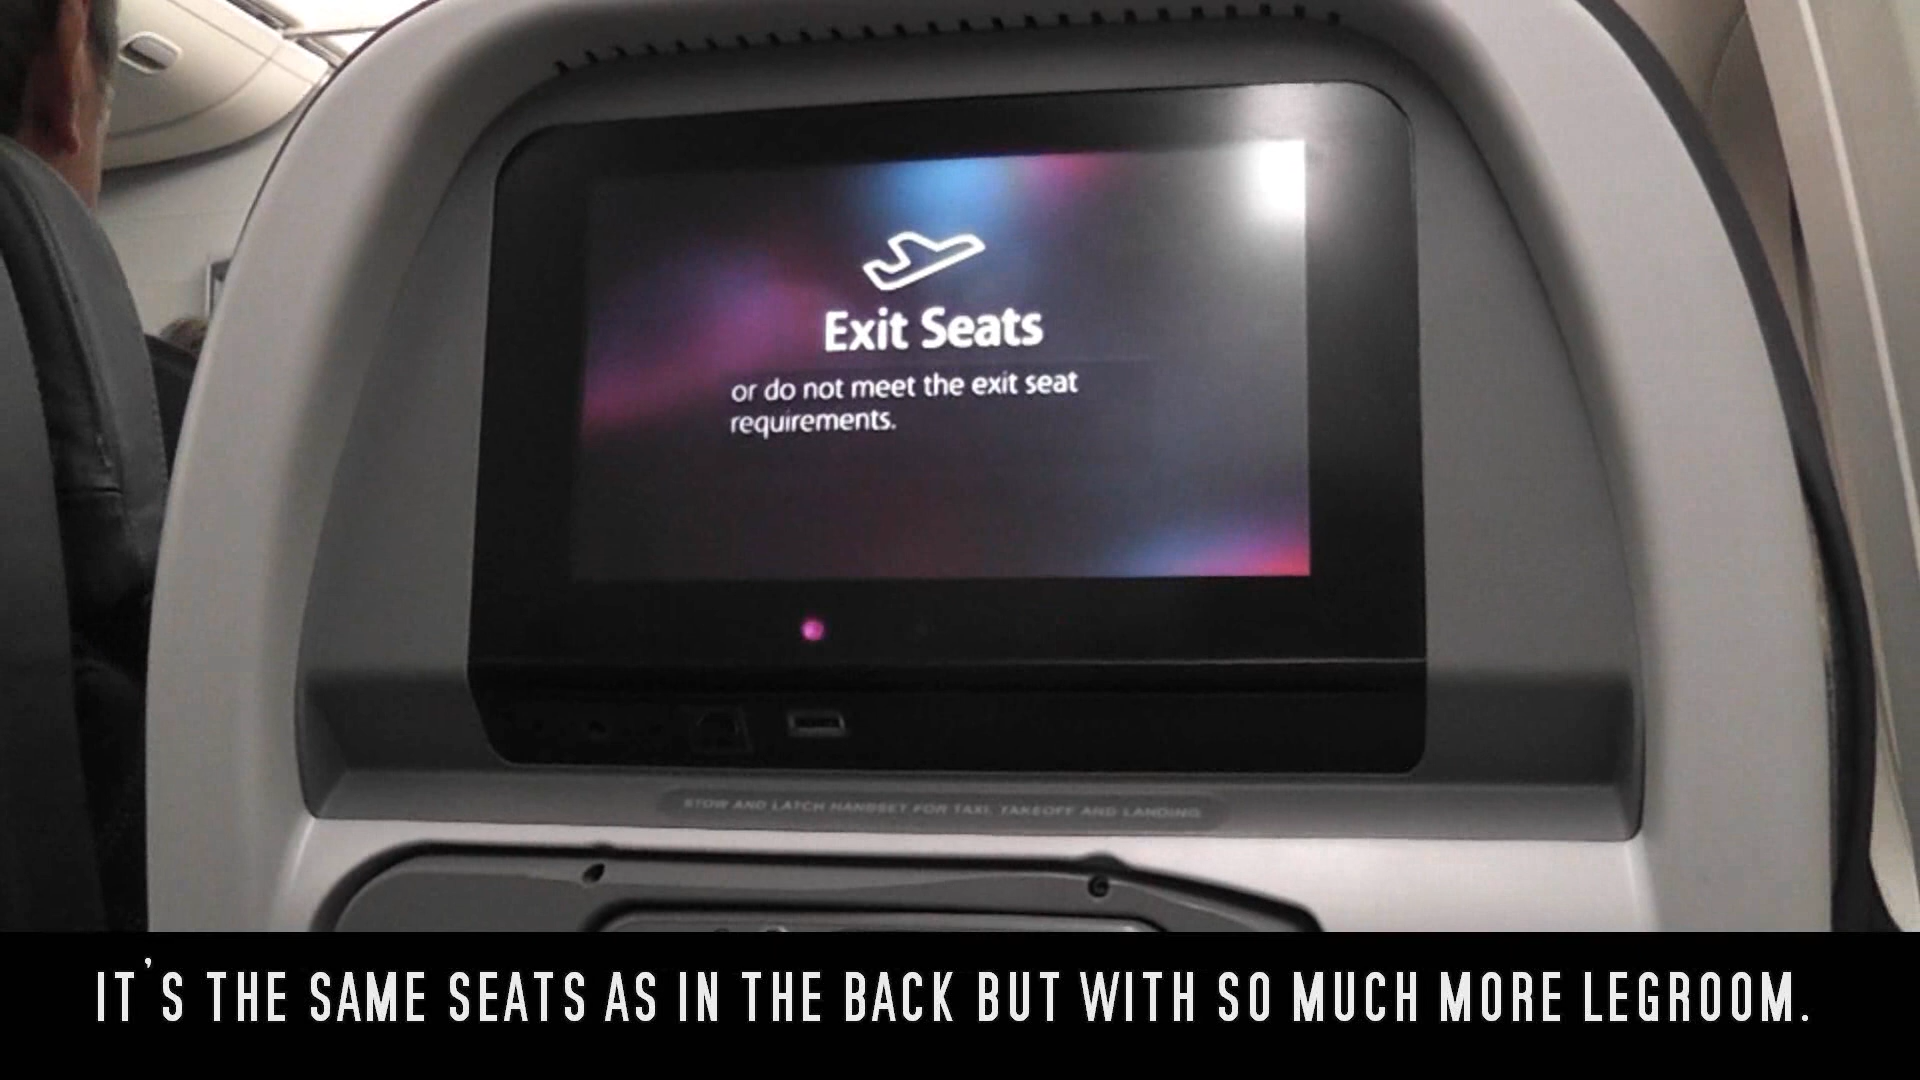 Exit Seats
or do not meet the exit seat
requirements.
STOW AND LATCH HANDSET FOR TAXI, TAKEOFF AND LANDING
IT'S THE SAME SEATS AS IN THE BACK BUT WITH SO MUCH MORE LEGROOM.